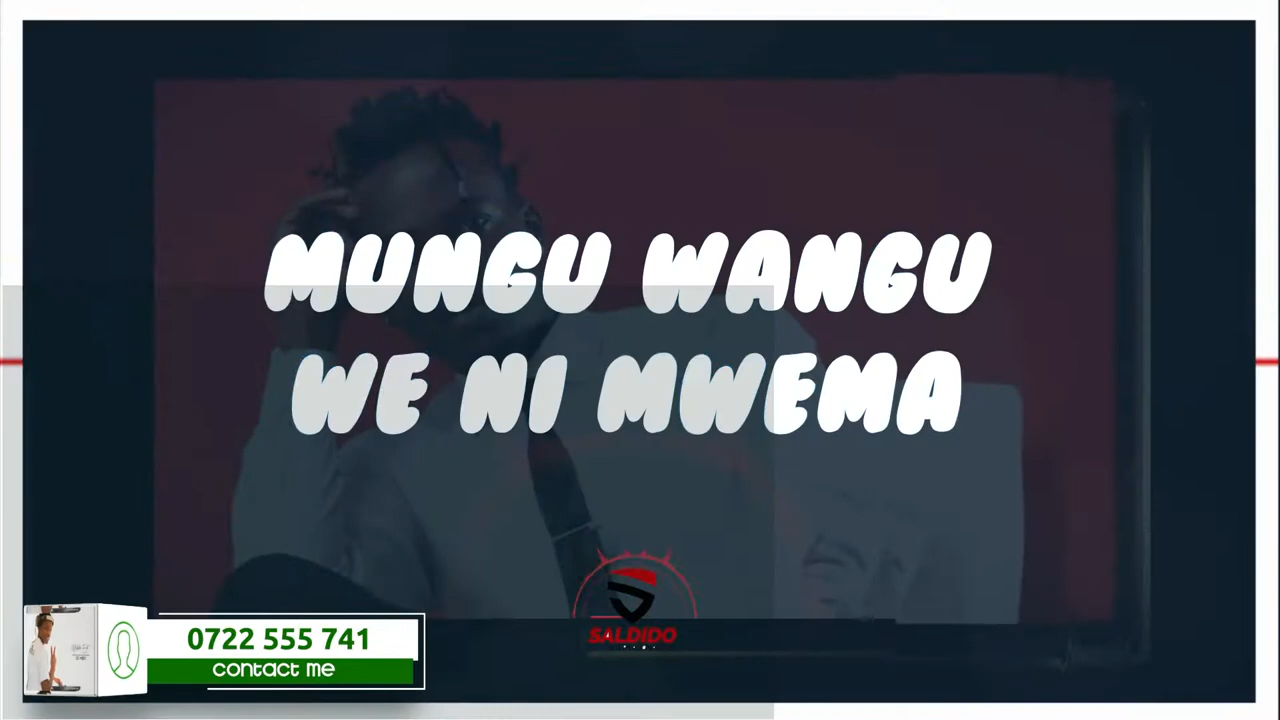 MUNGU WANGU
WE NI MWEMA
SALDIDO
0722 555 741
contact me